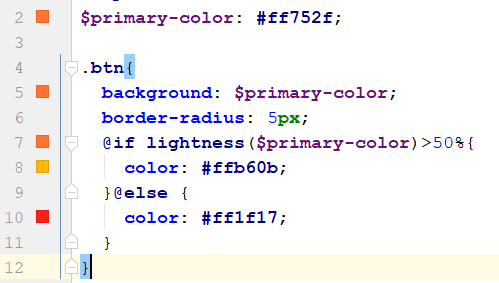 2 $primary-color: #ff752f;
3
4 .btn{
5 background: $primary-color;
6 border-radius: 5px;
7 @if lightness($primary-color)>50%{
8 color: #ffb60b;
9 }@else {
10 color: #ff1f17;
11 }
12 }